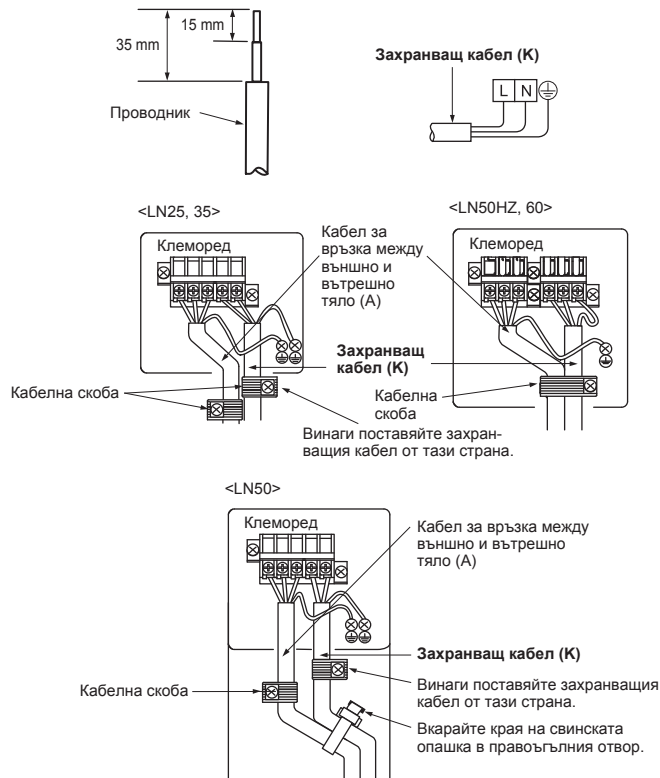 15 mm
35 mm
Проводник
Захранващ кабел (K)
L N
<LN25, 35>
Клеморед
Кабел за
връзка между
външно и
вътрешно
тяло (A)
<LN50HZ, 60>
Клеморед
Захранващ
кабел (K)
Кабелна скоба
Кабелна
скоба
Винаги поставяйте захран-
ващия кабел от тази страна.
<LN50>
Клеморед
Кабел за връзка между
външно и вътрешно
тяло (A)
Захранващ кабел (K)
Кабелна скоба
Винаги поставяйте захранващия
кабел от тази страна.
Вкарайте края на свинската
опашка в правоъгълния отвор.